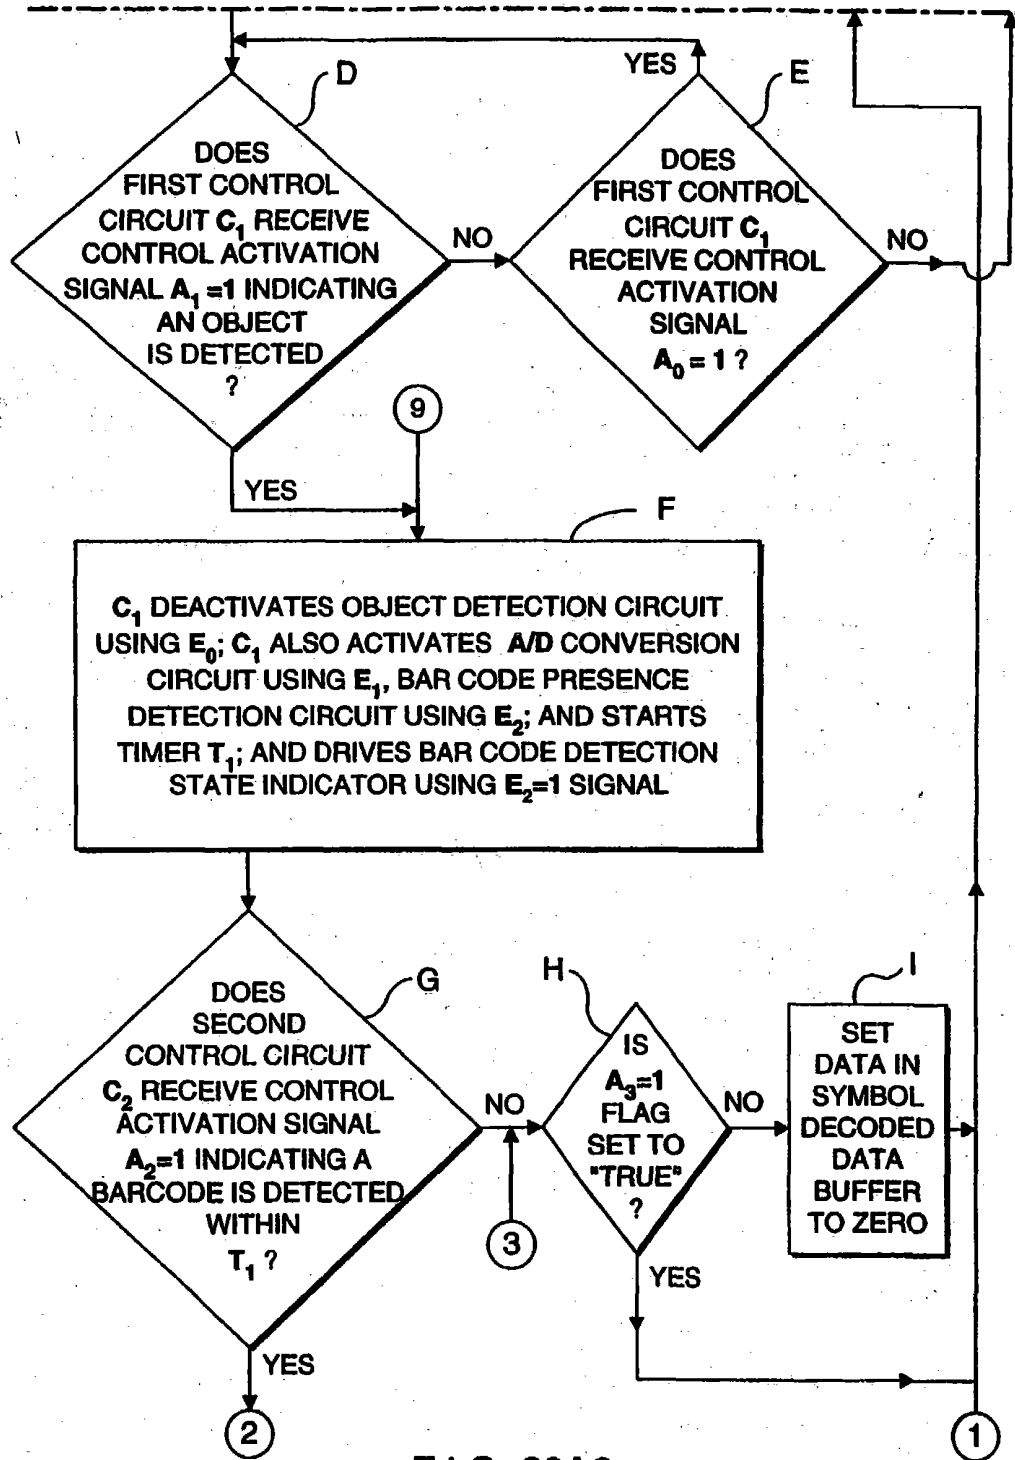 D
DOES
FIRST CONTROL
CIRCUIT C₁ RECEIVE
CONTROL ACTIVATION
SIGNAL A₁ =1 INDICATING
AN OBJECT
IS DETECTED
?
NO
YES
YES
E
DOES
FIRST CONTROL
CIRCUIT C₁
RECEIVE CONTROL
ACTIVATION
SIGNAL
A₀ = 1 ?
NO
9
F
C₁ DEACTIVATES OBJECT DETECTION CIRCUIT
USING E₀; C₁ ALSO ACTIVATES A/D CONVERSION
CIRCUIT USING E₁, BAR CODE PRESENCE
DETECTION CIRCUIT USING E₂; AND STARTS
TIMER T₁; AND DRIVES BAR CODE DETECTION
STATE INDICATOR USING E₂=1 SIGNAL
G
DOES
SECOND
CONTROL CIRCUIT
C₂ RECEIVE CONTROL
ACTIVATION SIGNAL
A₂=1 INDICATING A
BARCODE IS DETECTED
WITHIN
T₁ ?
NO
YES
3
H
IS
A₃=1
FLAG
SET TO
"TRUE"
?
NO
YES
I
SET
DATA IN
SYMBOL
DECODED
DATA
BUFFER
TO ZERO
2
1